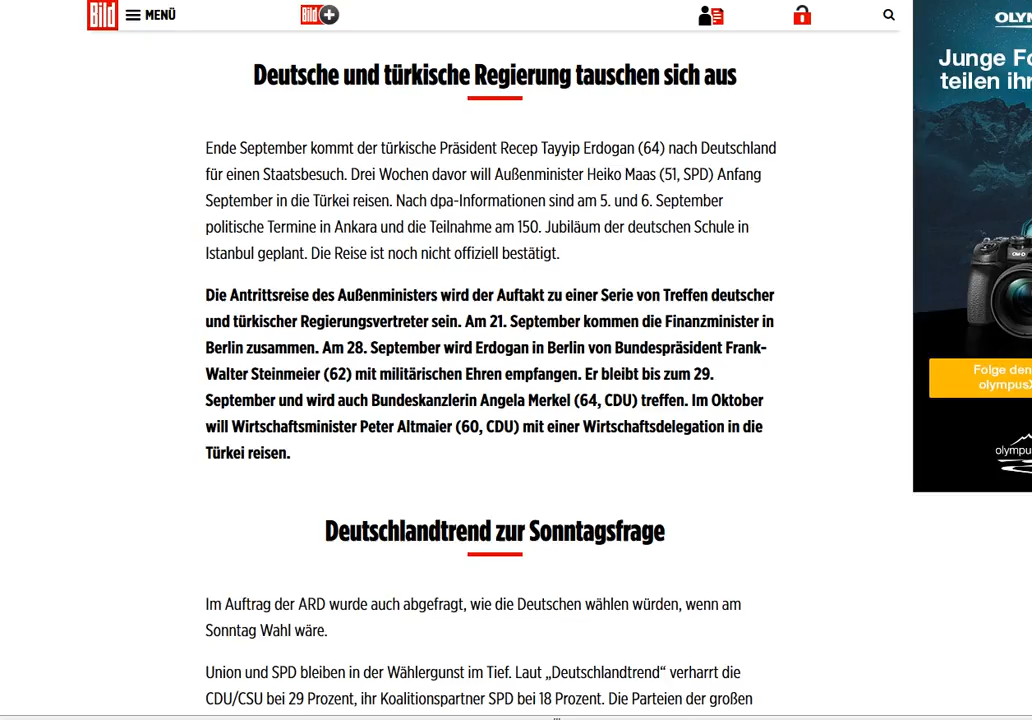 Bild
MENÜ
Bild +
OLYM
Junge Fo
teilen ihr
Deutsche und türkische Regierung tauschen sich aus
Ende September kommt der türkische Präsident Recep Tayyip Erdogan (64) nach Deutschland
für einen Staatsbesuch. Drei Wochen davor will Außenminister Heiko Maas (51, SPD) Anfang
September in die Türkei reisen. Nach dpa-Informationen sind am 5. und 6. September
politische Termine in Ankara und die Teilnahme am 150. Jubiläum der deutschen Schule in
Istanbul geplant. Die Reise ist noch nicht offiziell bestätigt.
Die Antrittsreise des Außenministers wird der Auftakt zu einer Serie von Treffen deutscher
und türkischer Regierungsvertreter sein. Am 21. September kommen die Finanzminister in
Berlin zusammen. Am 28. September wird Erdogan in Berlin von Bundespräsident Frank-
Walter Steinmeier (62) mit militärischen Ehren empfangen. Er bleibt bis zum 29.
September und wird auch Bundeskanzlerin Angela Merkel (64, CDU) treffen. Im Oktober
will Wirtschaftsminister Peter Altmaier (60, CDU) mit einer Wirtschaftsdelegation in die
Türkei reisen.
Folge den
olympusX
olympu
Deutschlandtrend zur Sonntagsfrage
Im Auftrag der ARD wurde auch abgefragt, wie die Deutschen wählen würden, wenn am
Sonntag Wahl wäre.
Union und SPD bleiben in der Wählergunst im Tief. Laut „Deutschlandtrend“ verharrt die
CDU/CSU bei 29 Prozent, ihr Koalitionspartner SPD bei 18 Prozent. Die Parteien der großen